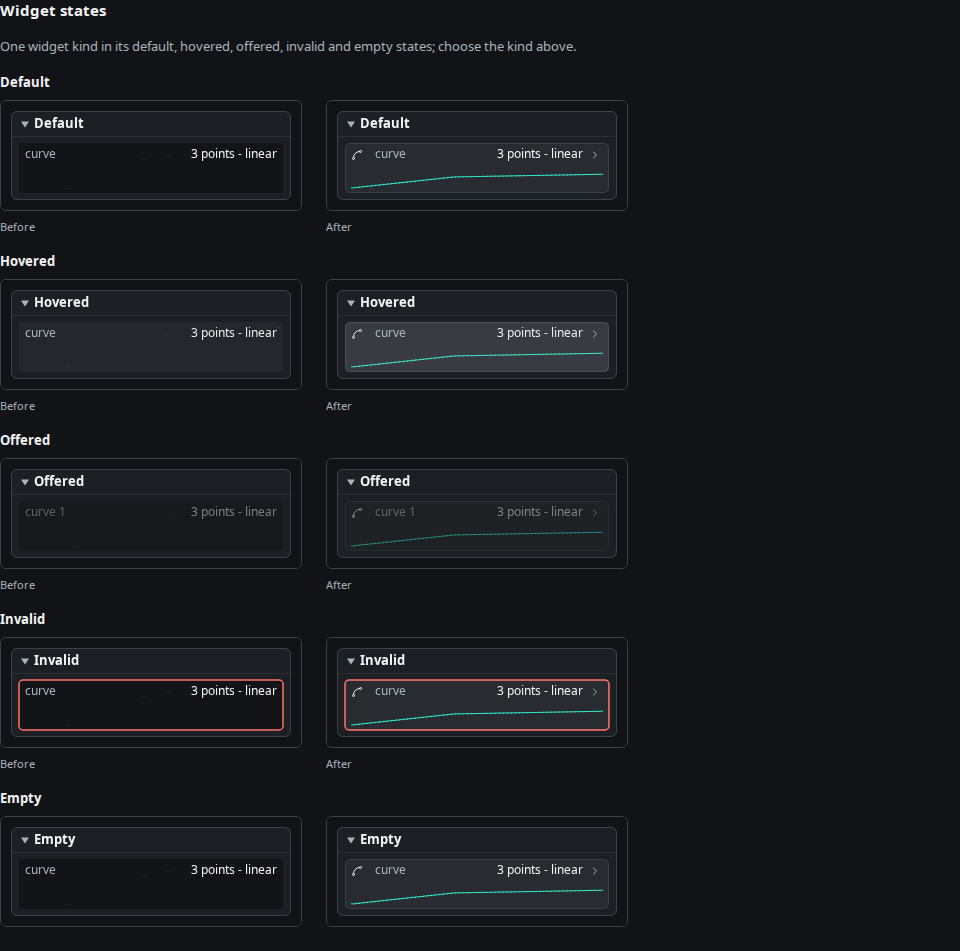 Widget states
One widget kind in its default, hovered, offered, invalid and empty states; choose the kind above.
Default
Default
curve 3 points - linear
Before
Default
curve 3 points - linear
After
Hovered
Hovered
curve 3 points - linear
Before
Hovered
curve 3 points - linear
After
Offered
Offered
curve 1 3 points - linear
Before
Offered
curve 1 3 points - linear
After
Invalid
Invalid
curve 3 points - linear
Before
Invalid
curve 3 points - linear
After
Empty
Empty
curve 3 points - linear
Empty
curve 3 points - linear